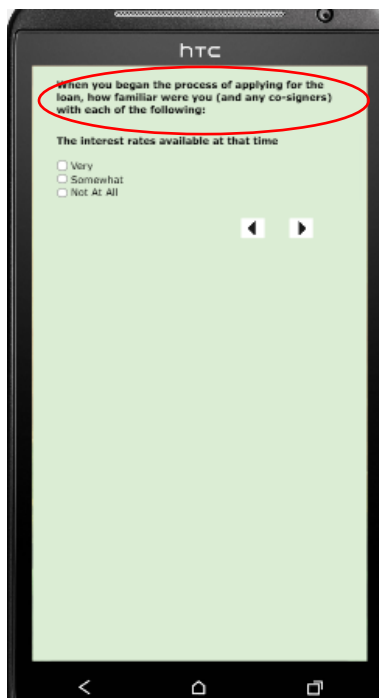 hTC
When you began the process of applying for the
loan, how familiar were you (and any co-signers)
with each of the following:
The interest rates available at that time
Very
Somewhat
Not At All